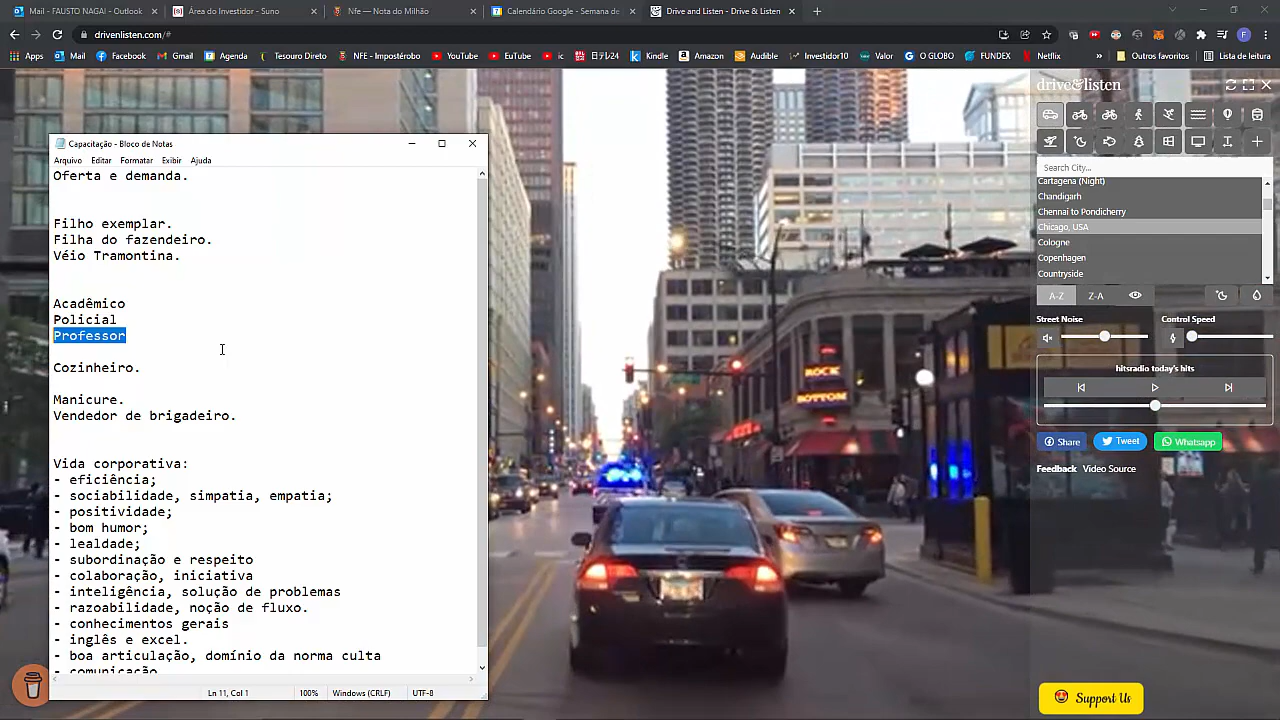 Mail - FAUSTO NAGAI - Outlook
Área do Investidor - Suno
Nfe — Nota do Milhão
Calendário Google - Semana de
Drive and Listen - Drive & Listen
drivenlisten.com/#
Apps
Mail
Facebook
Gmail
Agenda
Tesouro Direto
NFE - Impostérobo
YouTube
EuTube
ic
Kindle
Amazon
Audible
Investidor10
Valor
O GLOBO
FUNDEX
Netflix
Outros favoritos
Lista de leitura
Capacitação - Bloco de Notas
Arquivo Editar Formatar Exibir Ajuda
Oferta e demanda.
Filho exemplar.
Filha do fazendeiro.
Véio Tramontina.
Acadêmico
Policial
Professor
Cozinheiro.
Manicure.
Vendedor de brigadeiro.
Vida corporativa:
- eficiência;
- sociabilidade, simpatia, empatia;
- positividade;
- bom humor;
- lealdade;
- subordinação e respeito
- colaboração, iniciativa
- inteligência, solução de problemas
- razoabilidade, noção de fluxo.
- conhecimentos gerais
- inglês e excel.
- boa articulação, domínio da norma culta
- comunicação
Ln 11, Col 1
100%
Windows (CRLF)
UTF-8
ROCK
BOTTOM
drive&listen
Search City...
Cartagena (Night)
Chandigarh
Chennai to Pondicherry
Chicago, USA
Cologne
Copenhagen
Countryside
A-Z
Z-A
Street Noise
Control Speed
hitsradio today's hits
Share
Tweet
Whatsapp
Feedback Video Source
Support Us